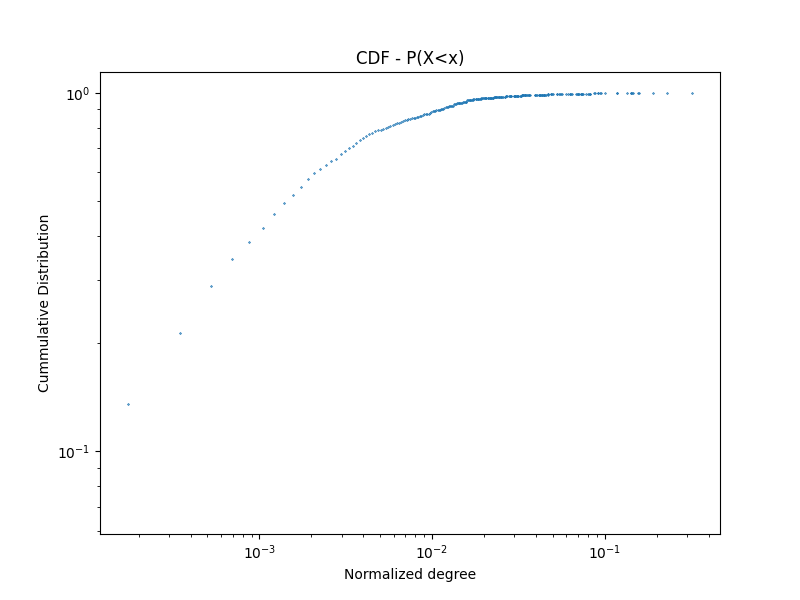 CDF - P(X<x)
Cummulative Distribution
10⁰
10⁻¹
10⁻³ 10⁻² 10⁻¹
Normalized degree